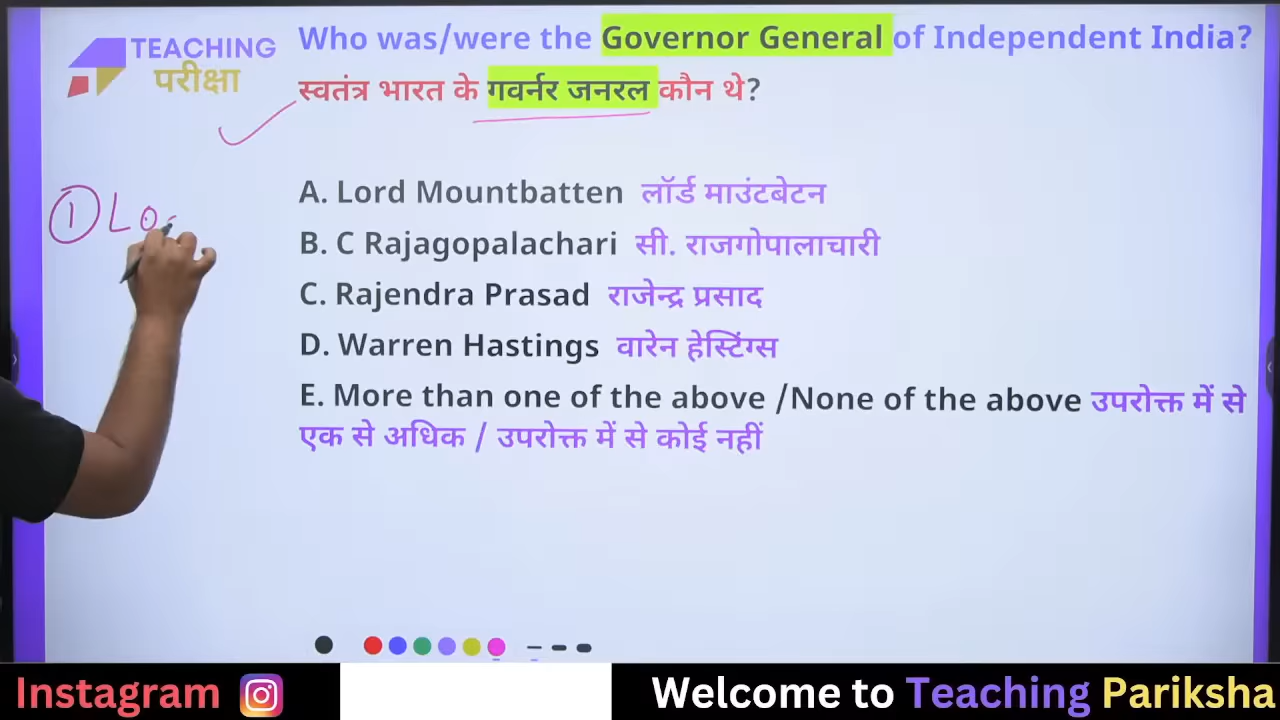 TEACHING
परीक्षा
Who was/were the Governor General of Independent India?
स्वतंत्र भारत के गवर्नर जनरल कौन थे?
① Lo
A. Lord Mountbatten लॉर्ड माउंटबेटन
B. C Rajagopalachari सी. राजगोपालाचारी
C. Rajendra Prasad राजेन्द्र प्रसाद
D. Warren Hastings वारेन हेस्टिंग्स
E. More than one of the above /None of the above उपरोक्त में से
एक से अधिक / उपरोक्त में से कोई नहीं
Instagram
Welcome to Teaching Pariksha